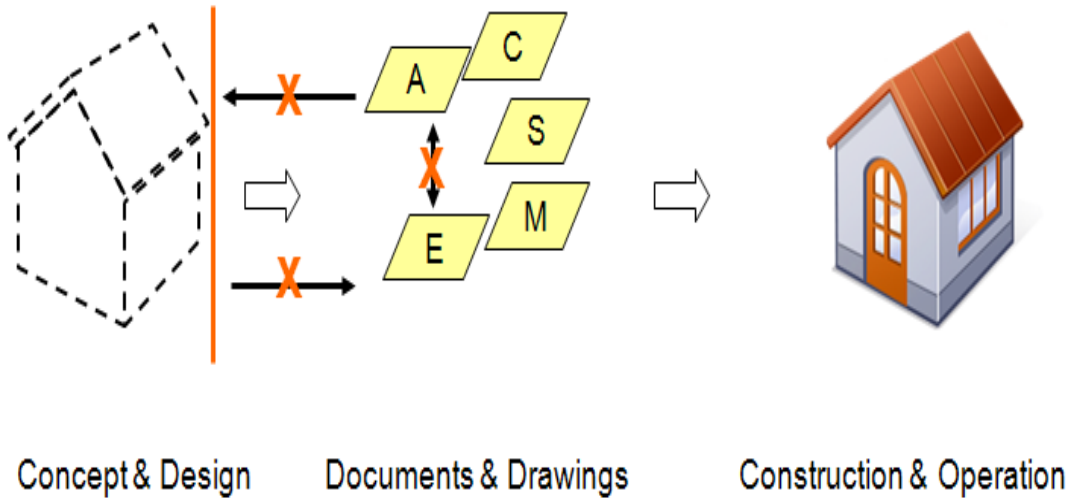 A
C
S
M
E
Concept & Design
Documents & Drawings
Construction & Operation